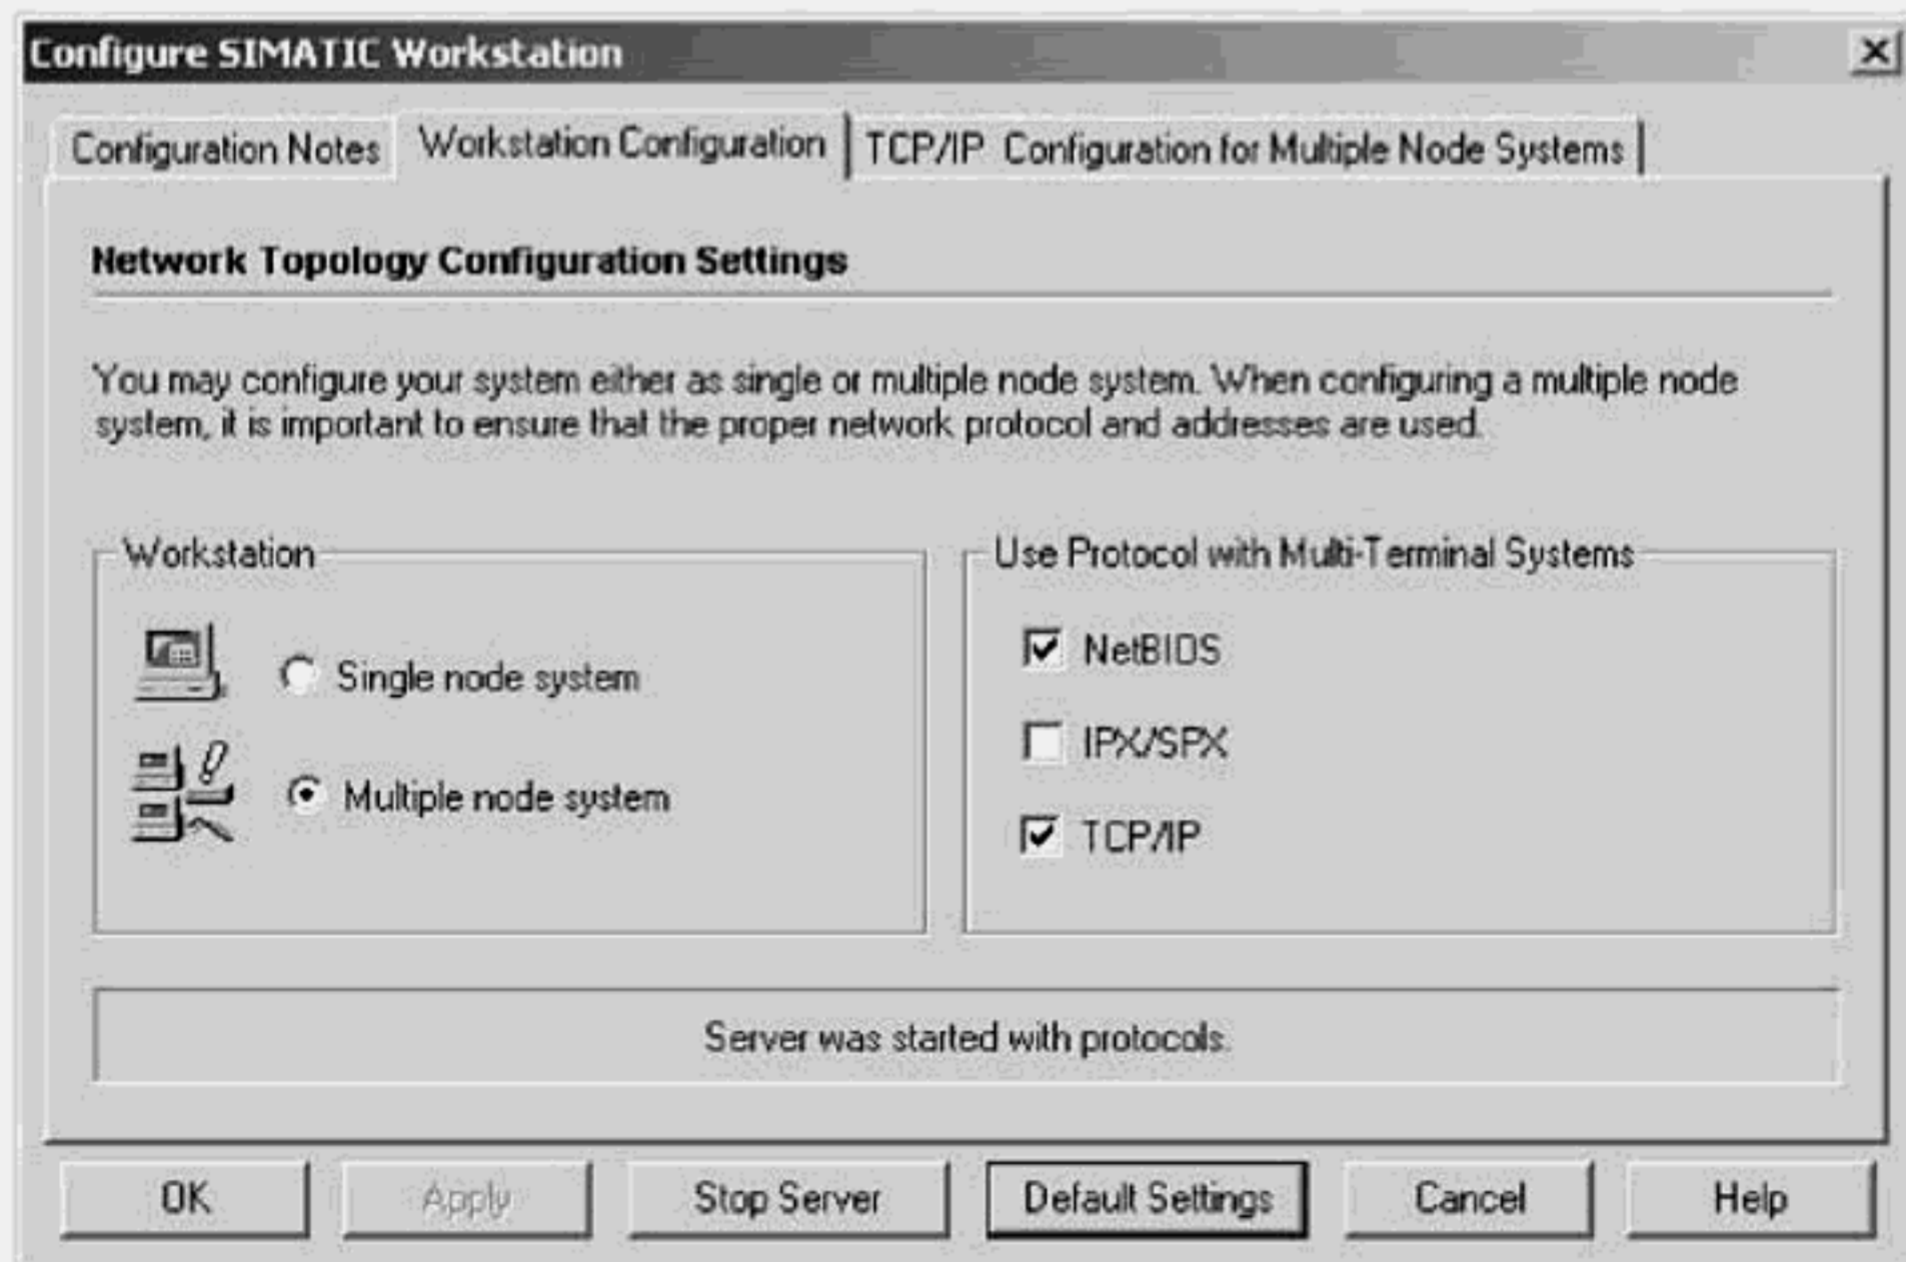 Configure SIMATIC Workstation
Configuration Notes
Workstation Configuration
TCP/IP Configuration for Multiple Node Systems
Network Topology Configuration Settings
You may configure your system either as single or multiple node system. When configuring a multiple node
system, it is important to ensure that the proper network protocol and addresses are used.
Workstation
Single node system
Multiple node system
Use Protocol with Multi-Terminal Systems
NetBIOS
IPX/SPX
TCP/IP
Server was started with protocols.
OK
Apply
Stop Server
Default Settings
Cancel
Help